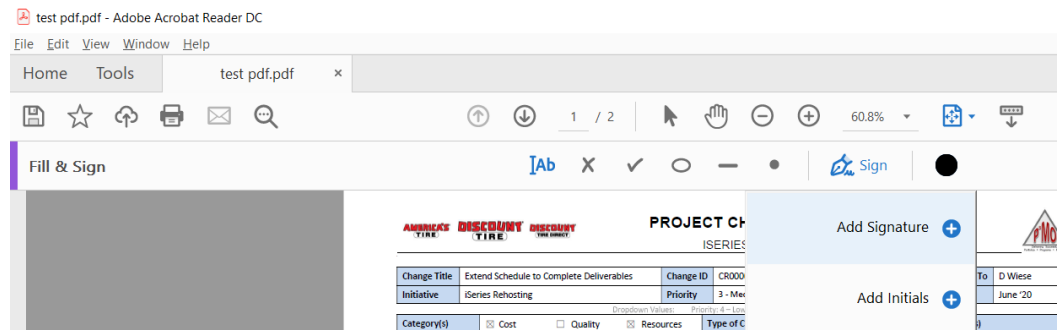 test pdf.pdf - Adobe Acrobat Reader DC
File Edit View Window Help
Home Tools test pdf.pdf ×
1 / 2 60.8%
Fill & Sign Ab Sign
AMERICA'S TIRE DISCOUNT TIRE DISCOUNT TIRE DIRECT PROJECT CH Add Signature
ISERIES
Change Title Extend Schedule to Complete Deliverables Change ID CR000 To D Wiese
Initiative iSeries Rehosting Priority 3 - Med Add Initials June '20
Dropdown Values: Priority: 4 – Low
Category(s) Cost Quality Resources Type of C